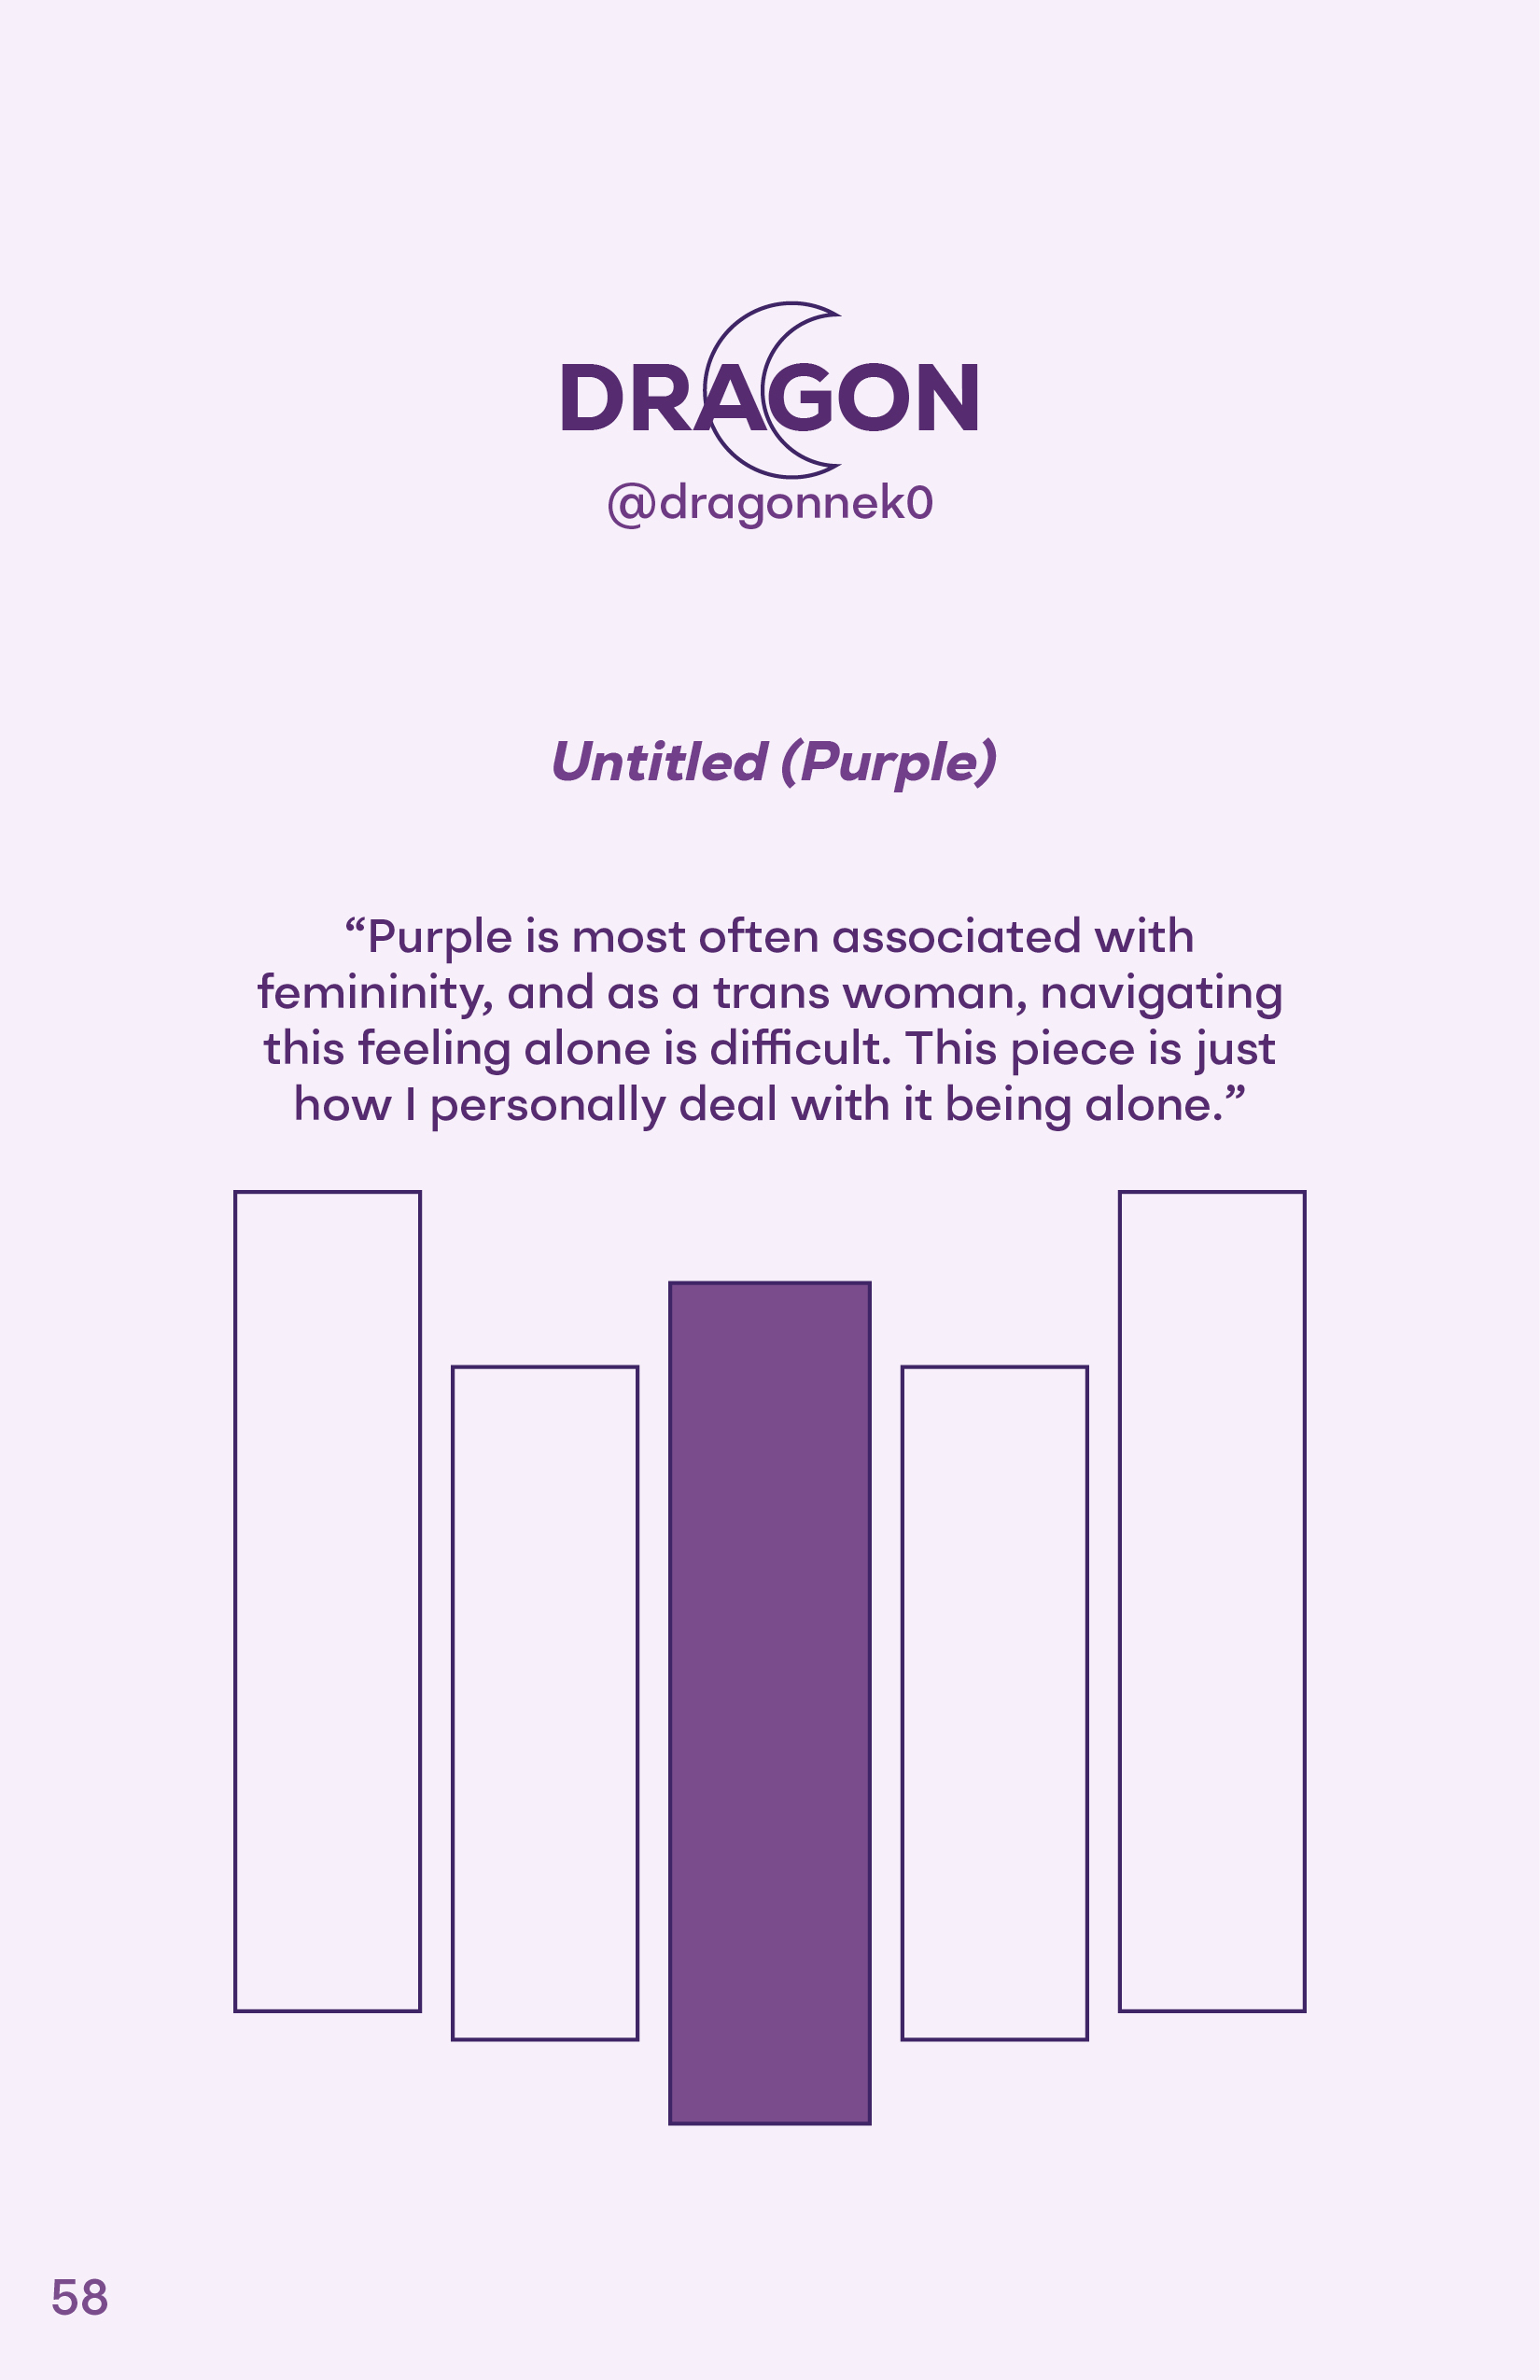 DRAGON
@dragonnek0
Untitled (Purple)
“Purple is most often associated with
femininity, and as a trans woman, navigating
this feeling alone is difficult. This piece is just
how I personally deal with it being alone.”
58